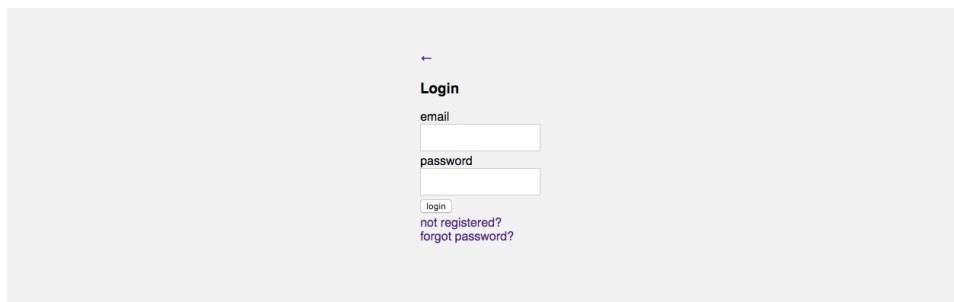 ←
Login
email
password
login
not registered?
forgot password?